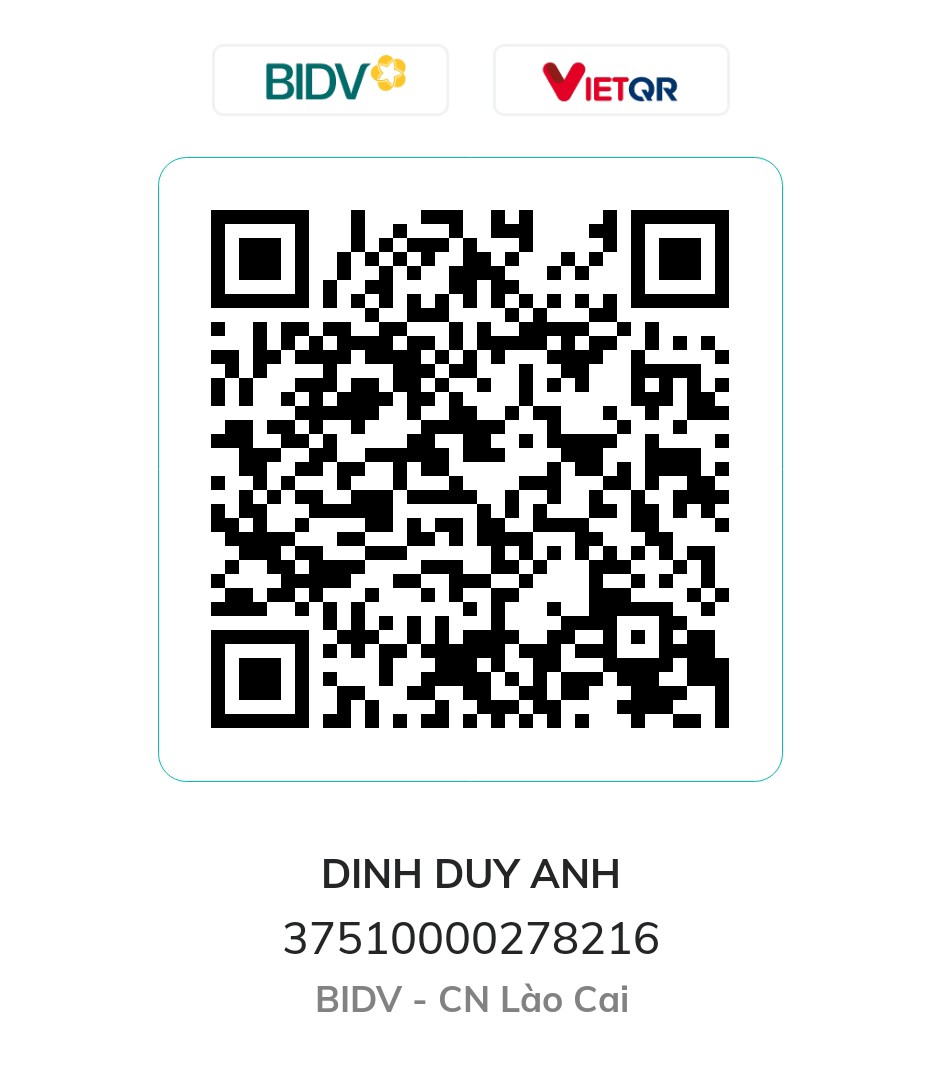 BIDV VIETQR
DINH DUY ANH
37510000278216
BIDV - CN Lào Cai